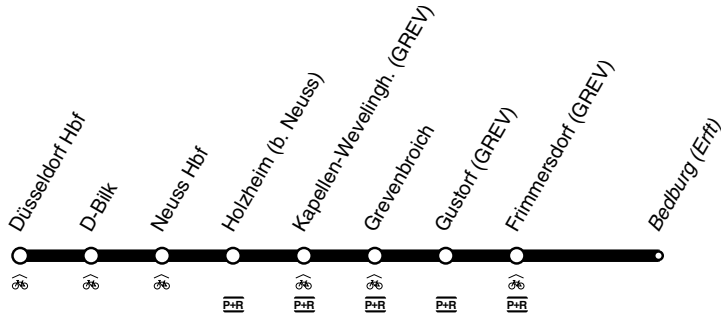 Düsseldorf Hbf
D-Bilk
Neuss Hbf
Holzheim (b. Neuss)
Kapellen-Wevelingh. (GREV)
Grevenbroich
Gustorf (GREV)
Frimmersdorf (GREV)
Bedburg (Erft)
P+R
P+R
P+R
P+R
P+R